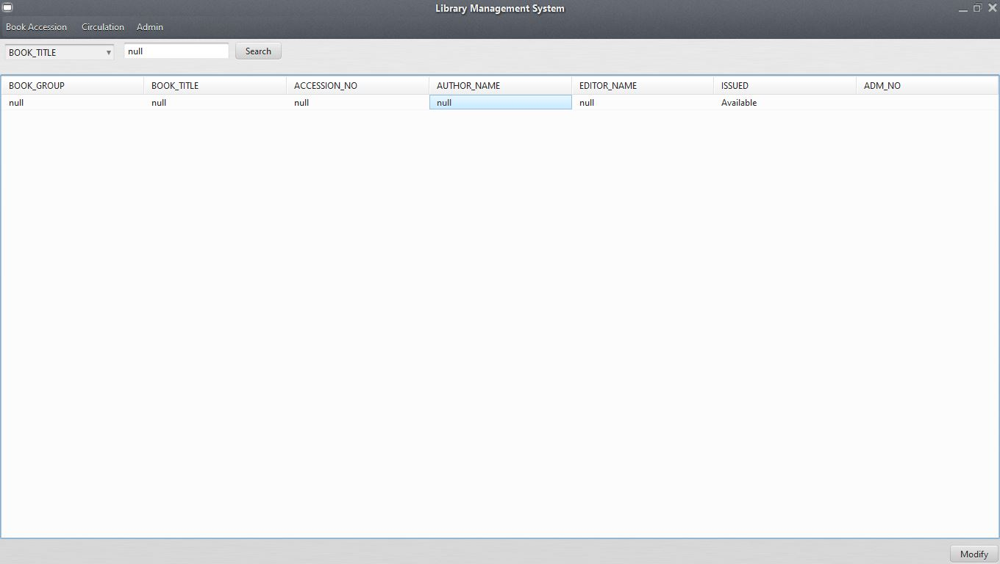 Library Management System
Book Accession Circulation Admin
BOOK_TITLE null Search
BOOK_GROUP BOOK_TITLE ACCESSION_NO AUTHOR_NAME EDITOR_NAME ISSUED ADM_NO
null null null null null Available
Modify